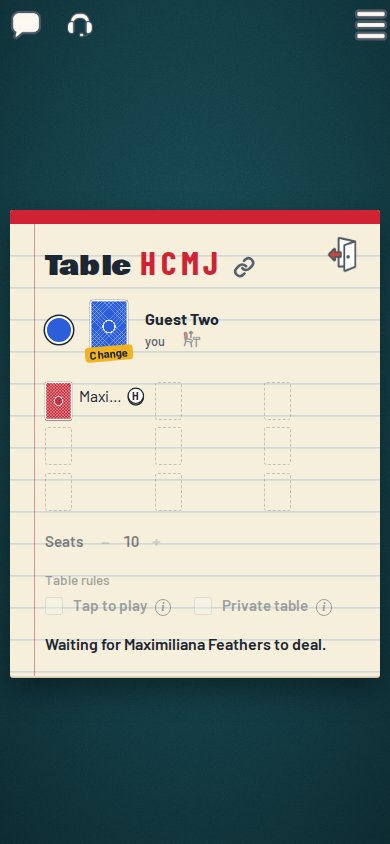 Table HCMJ
Guest Two
Change
you
Maxi... H
Seats – 10 +
Table rules
Tap to play i Private table i
Waiting for Maximiliana Feathers to deal.